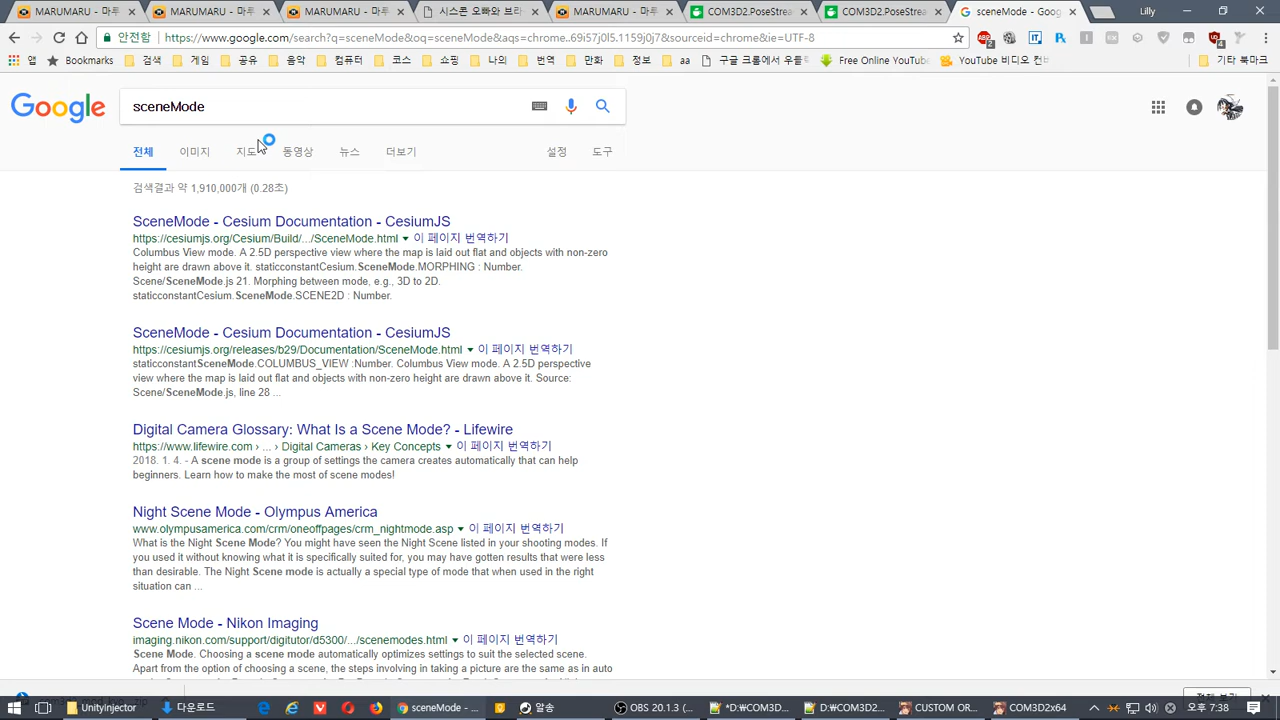 MARUMARU - 마루
MARUMARU - 마루
MARUMARU - 마루
시스콘 오빠와 브라
MARUMARU - 마루
COM3D2.PoseStrea
COM3D2.PoseStrea
sceneMode - Goog
Lilly
안전함
https://www.google.com/search?q=sceneMode&oq=sceneMode&aqs=chrome..69i57j0l5.1159j0j7&sourceid=chrome&ie=UTF-8
앱 Bookmarks 검색 게임 공유 음악 컴퓨터 코스 쇼핑 나의 번역 만화 정보 aa 구글 크롬에서 우클릭 Free Online YouTube YouTube 비디오 컨버 기타 북마크
Google
sceneMode
전체 이미지 지도 동영상 뉴스 더보기 설정 도구
검색결과 약 1,910,000개 (0.28초)
SceneMode - Cesium Documentation - CesiumJS
https://cesiumjs.org/Cesium/Build/.../SceneMode.html 이 페이지 번역하기
Columbus View mode. A 2.5D perspective view where the map is laid out flat and objects with non-zero
height are drawn above it. staticconstantCesium.SceneMode.MORPHING : Number.
Scene/SceneMode.js 21. Morphing between mode, e.g., 3D to 2D.
staticconstantCesium.SceneMode.SCENE2D : Number.
SceneMode - Cesium Documentation - CesiumJS
https://cesiumjs.org/releases/b29/Documentation/SceneMode.html 이 페이지 번역하기
staticconstantSceneMode.COLUMBUS_VIEW :Number. Columbus View mode. A 2.5D perspective
view where the map is laid out flat and objects with non-zero height are drawn above it. Source:
Scene/SceneMode.js, line 28 ...
Digital Camera Glossary: What Is a Scene Mode? - Lifewire
https://www.lifewire.com › ... › Digital Cameras › Key Concepts 이 페이지 번역하기
2018. 1. 4. - A scene mode is a group of settings the camera creates automatically that can help
beginners. Learn how to make the most of scene modes!
Night Scene Mode - Olympus America
www.olympusamerica.com/crm/oneoffpages/crm_nightmode.asp 이 페이지 번역하기
What is the Night Scene Mode? You might have seen the Night Scene listed in your shooting modes. If
you used it without knowing what it is specifically suited for, you may have gotten results that were less
than desirable. The Night Scene mode is actually a special type of mode that when used in the right
situation can ...
Scene Mode - Nikon Imaging
imaging.nikon.com/support/digitutor/d5300/.../scenemodes.html 이 페이지 번역하기
Scene Mode. Choosing a scene mode automatically optimizes settings to suit the selected scene.
Apart from the option of choosing a scene, the steps involving in taking a picture are the same as in auto
UnityInjector 다운로드 sceneMode - ... 알송 OBS 20.1.3 (... *D:₩COM3D... D:₩COM3D2... CUSTOM OR... COM3D2x64 오후 7:38